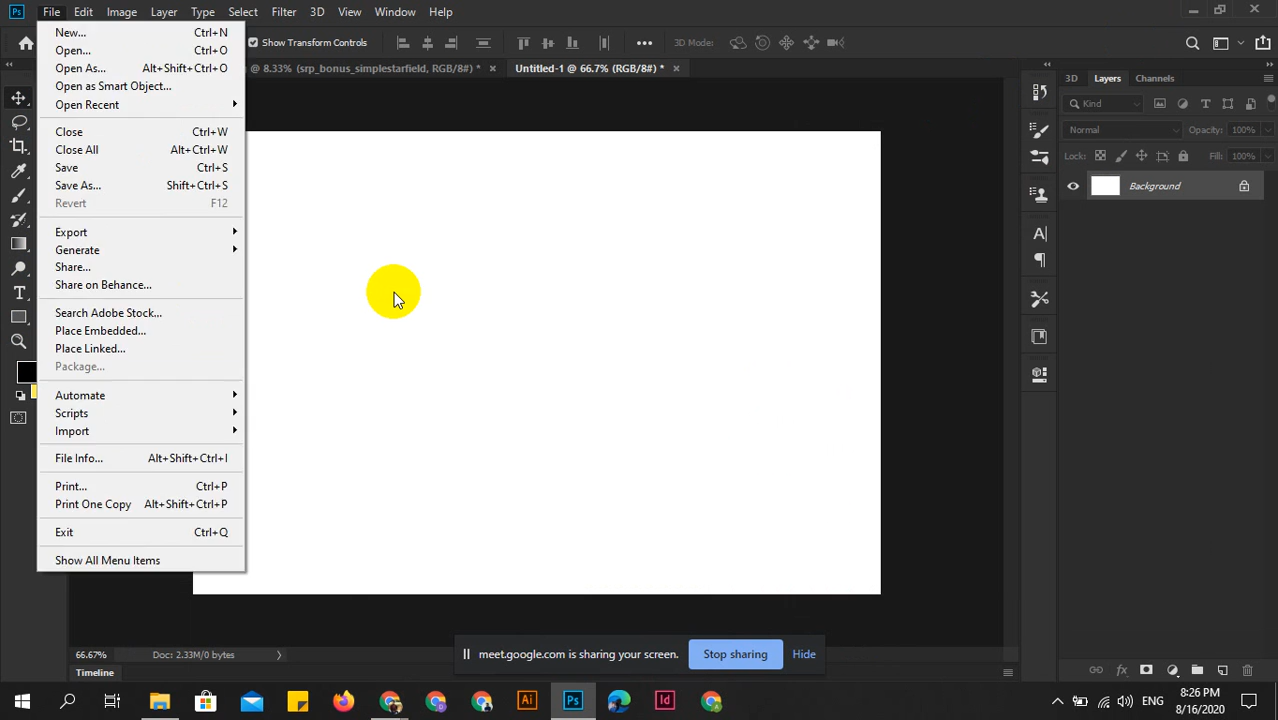 Ps File Edit Image Layer Type Select Filter 3D View Window Help
Show Transform Controls 3D Mode:
@ 8.33% (srp_bonus_simplestarfield, RGB/8#) * Untitled-1 @ 66.7% (RGB/8#) *
New... Ctrl+N
Open... Ctrl+O
Open As... Alt+Shift+Ctrl+O
Open as Smart Object...
Open Recent
Close Ctrl+W
Close All Alt+Ctrl+W
Save Ctrl+S
Save As... Shift+Ctrl+S
Revert F12
Export
Generate
Share...
Share on Behance...
Search Adobe Stock...
Place Embedded...
Place Linked...
Package...
Automate
Scripts
Import
File Info... Alt+Shift+Ctrl+I
Print... Ctrl+P
Print One Copy Alt+Shift+Ctrl+P
Exit Ctrl+Q
Show All Menu Items
3D Layers Channels
Kind
Normal Opacity: 100%
Lock: Fill: 100%
Background
66.67% Doc: 2.33M/0 bytes
Timeline
meet.google.com is sharing your screen. Stop sharing Hide
Ai Ps Id
ENG
8:26 PM
8/16/2020